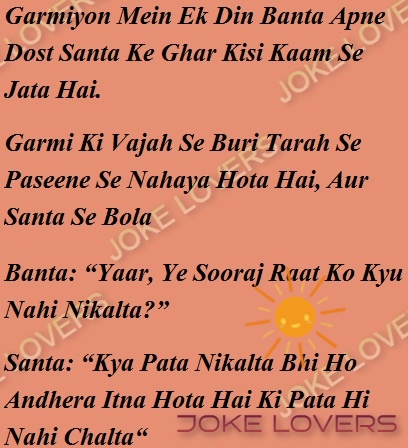 Garmiyon Mein Ek Din Banta Apne
Dost Santa Ke Ghar Kisi Kaam Se
Jata Hai.
Garmi Ki Vajah Se Buri Tarah Se
Paseene Se Nahaya Hota Hai, Aur
Santa Se Bola
Banta: “Yaar, Ye Sooraj Raat Ko Kyu
Nahi Nikalta?”
Santa: “Kya Pata Nikalta Bhi Ho
Andhera Itna Hota Hai Ki Pata Hi
Nahi Chalta“
JOKE LOVERS